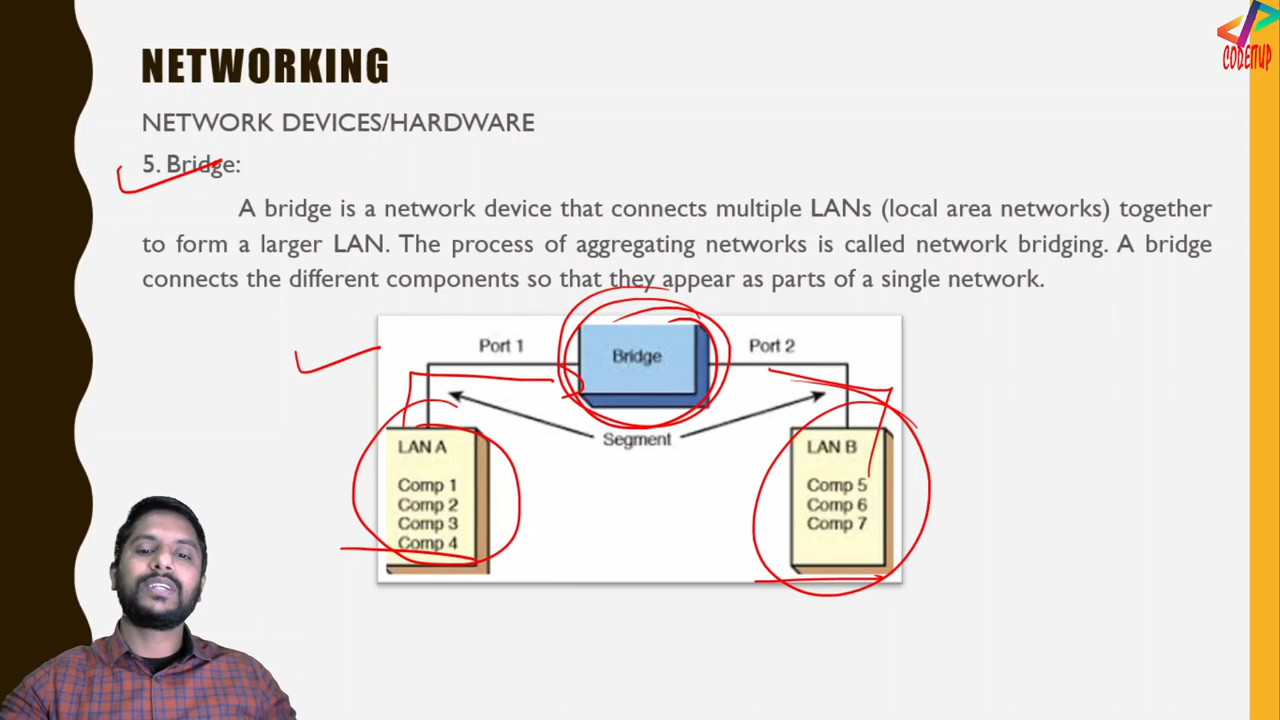 CODEITUP
NETWORKING
NETWORK DEVICES/HARDWARE
5. Bridge:
A bridge is a network device that connects multiple LANs (local area networks) together
to form a larger LAN. The process of aggregating networks is called network bridging. A bridge
connects the different components so that they appear as parts of a single network.
Port 1
Bridge
Port 2
Segment
LAN A
Comp 1
Comp 2
Comp 3
Comp 4
LAN B
Comp 5
Comp 6
Comp 7